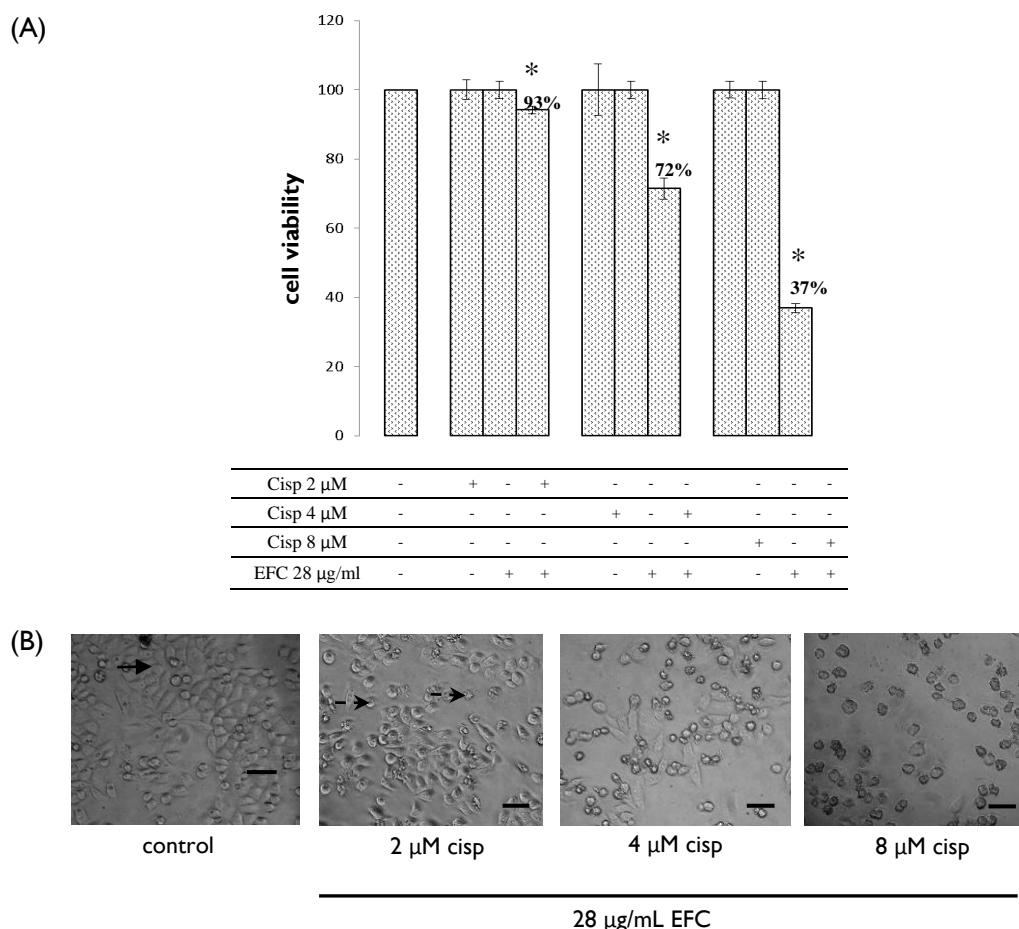 (A)
120
100
80
60
40
20
0
cell viability
*
93%
*
72%
*
37%
Cisp 2 μM - + - + - - - - - -
Cisp 4 μM - - - - + - + - - -
Cisp 8 μM - - - - - - - + - +
EFC 28 μg/ml - - + + - + + - + +
(B)
control
2 μM cisp
4 μM cisp
8 μM cisp
28 μg/mL EFC